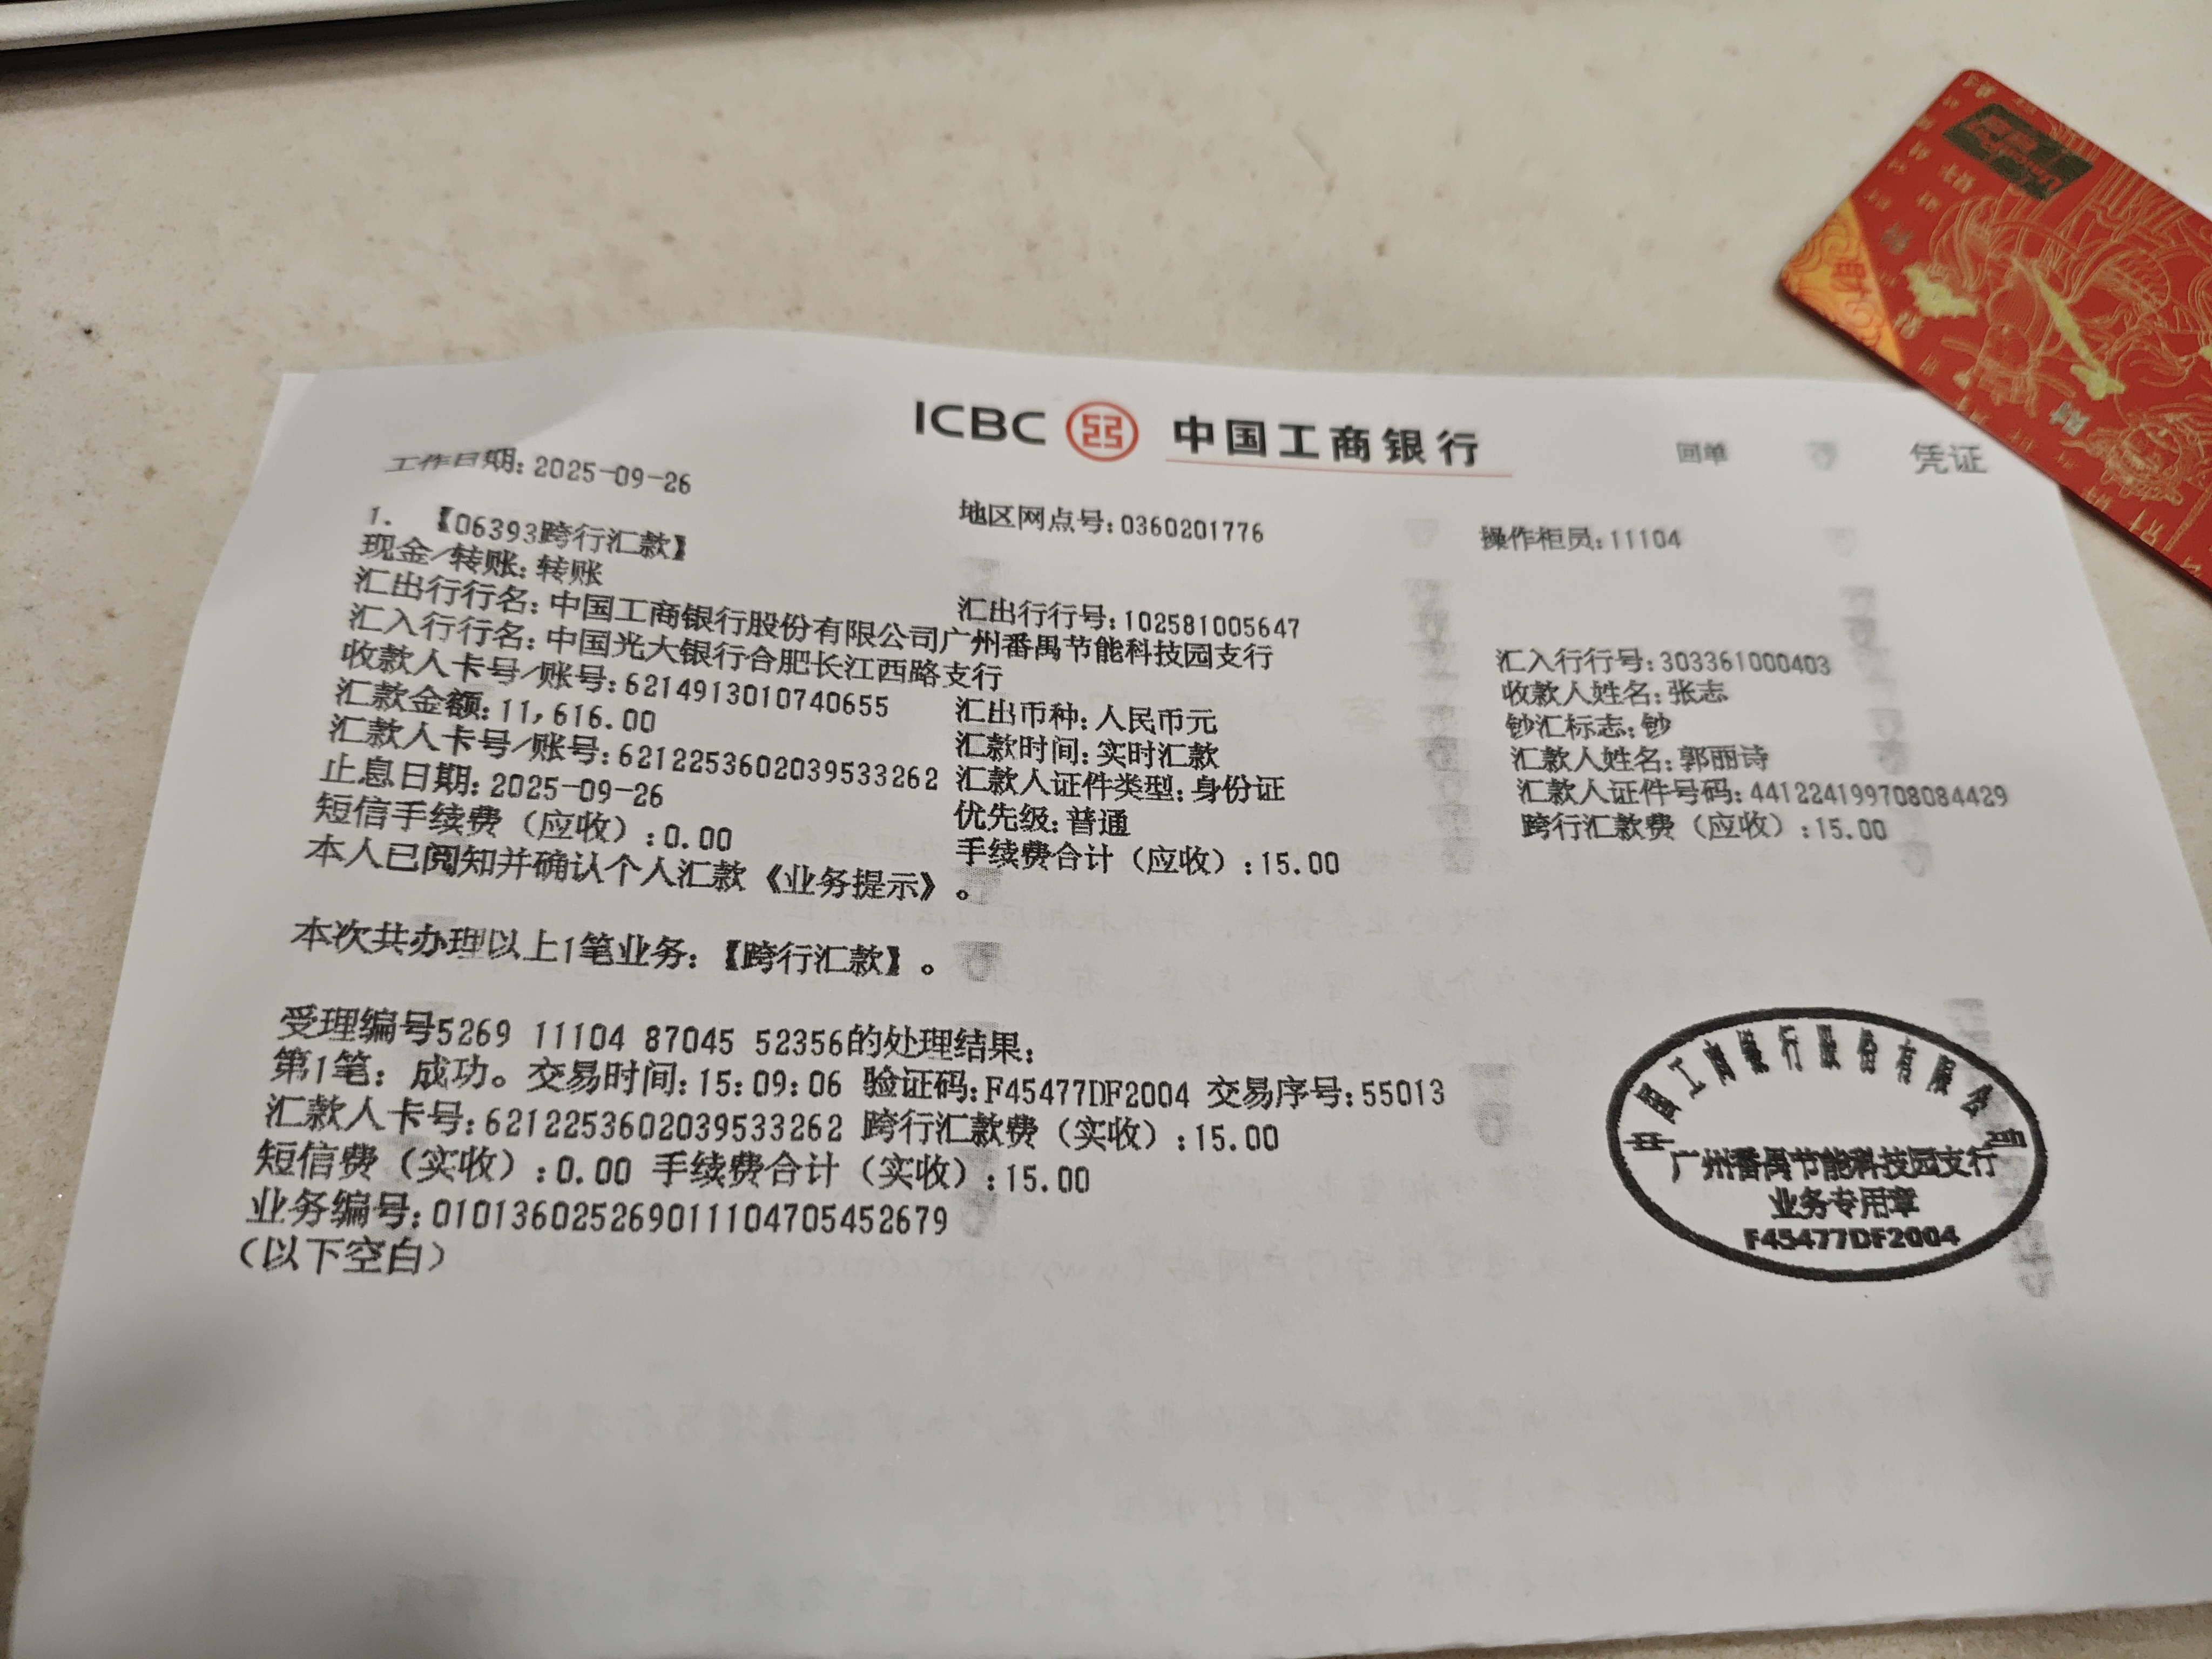 ICBC 中国工商银行 回单 凭证
工作日期:2025-09-26 地区网点号:0360201776 操作柜员:11104
1. 【06393跨行汇款】
现金/转账:转账
汇出行行名:中国工商银行股份有限公司广州番禺节能科技园支行 汇出行行号:102581005647
汇入行行名:中国光大银行合肥长江西路支行 汇入行行号:303361000403
收款人卡号/账号:6214913010740655 汇出币种:人民币元 收款人姓名:张志
汇款金额:11,616.00 汇款时间:实时汇款 钞汇标志:钞
汇款人卡号/账号:6212253602039533262 汇款人证件类型:身份证 汇款人姓名:郭丽诗
止息日期:2025-09-26 优先级:普通 汇款人证件号码:441224199708084429
短信手续费（应收）:0.00 手续费合计（应收）:15.00 跨行汇款费（应收）:15.00
本人已阅知并确认个人汇款《业务提示》。
本次共办理以上1笔业务:【跨行汇款】。
受理编号5269 11104 87045 52356的处理结果:
第1笔: 成功。交易时间:15:09:06 验证码:F45477DF2004 交易序号:55013
汇款人卡号:6212253602039533262 跨行汇款费（实收）:15.00
短信费（实收）:0.00 手续费合计（实收）:15.00
业务编号:010136025269011104705452679
(以下空白)
中国工商银行股份有限公司
广州番禺节能科技园支行
业务专用章
F45477DF2004